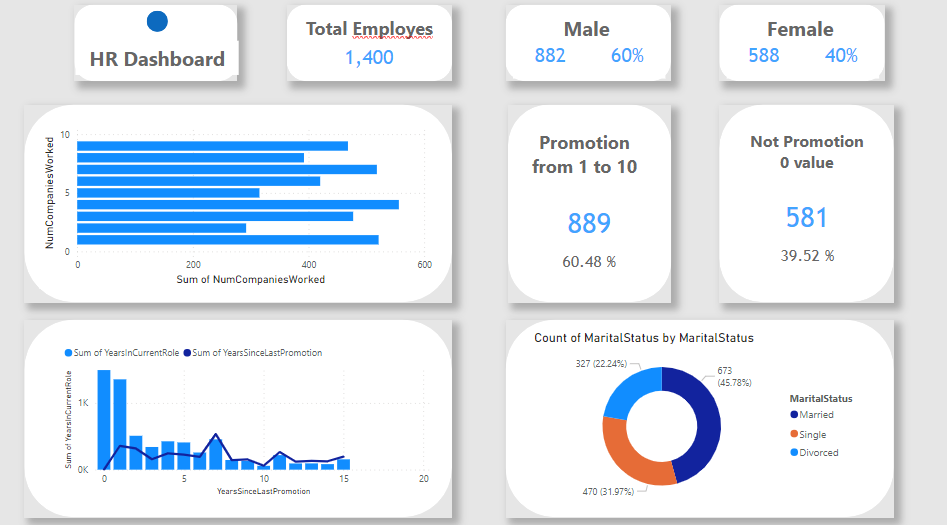 HR Dashboard
Total Employes
1,400
Male
882 60%
Female
588 40%
NumCompaniesWorked
10
5
0
0 200 400 600
Sum of NumCompaniesWorked
Promotion
from 1 to 10
889
60.48 %
Not Promotion
0 value
581
39.52 %
Sum of YearsInCurrentRole Sum of YearsSinceLastPromotion
Sum of YearsInCurrentRole
1K
0K
0 5 10 15 20
YearsSinceLastPromotion
Count of MaritalStatus by MaritalStatus
327 (22.24%)
673
(45.78%)
470 (31.97%)
MaritalStatus
Married
Single
Divorced